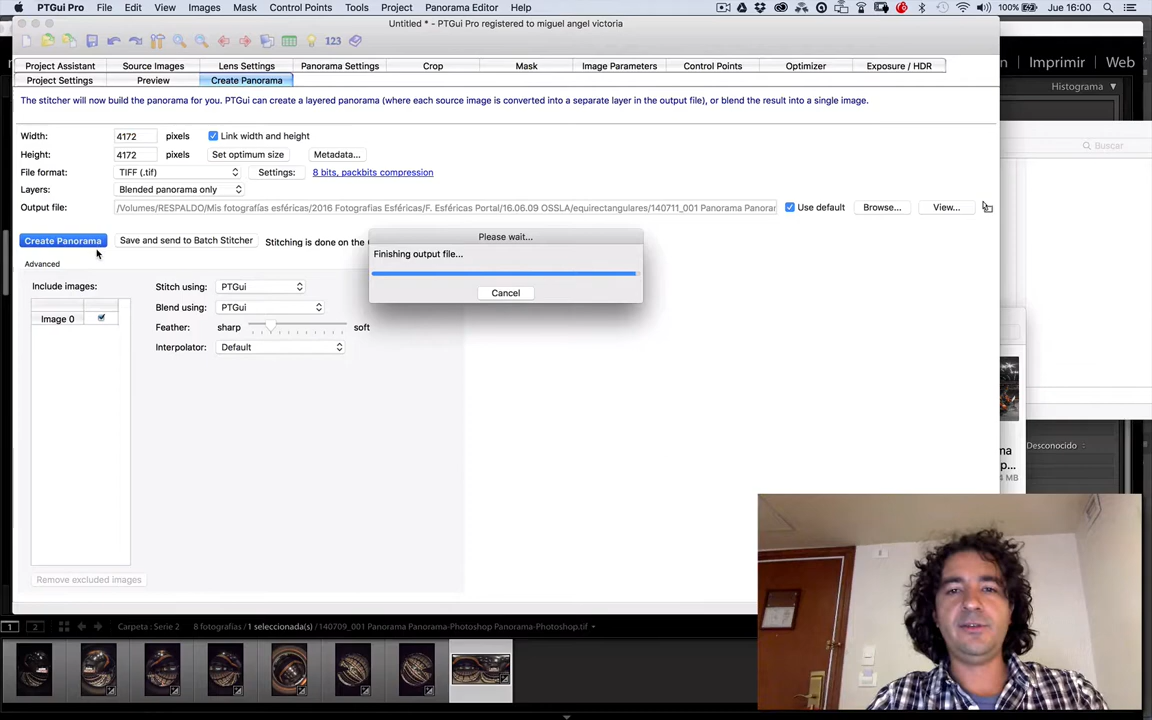 PTGui Pro File Edit View Images Control Points Tools Project Panorama Editor Help 100% Jue 16:00
Untitled * - PTGui Pro registered to miguel angel victoria
123
Project Assistant Source Images Lens Settings Panorama Settings Crop Mask Image Parameters Control Points Optimizer Exposure / HDR
Project Settings Preview Create Panorama
Imprimir Web
Histograma
The stitcher will now build the panorama for you. PTGui can create a layered panorama (where each source image is converted into a separate layer in the output file), or blend the result into a single image.
Width: 4172 pixels Link width and height
Buscar
Height: 4172 pixels Set optimum size Metadata...
File format: TIFF (.tif) Settings: 8 bits, packbits compression
Layers: Blended panorama only
Output file: /Volumes/RESPALDO/Mis fotografías esféricas/2016 Fotografias Esféricas/F. Esféricas Portal/16.06.09 OSSLA/equirectangulares/140711_001 Panorama Panorar Use default Browse... View...
Create Panorama Save and send to Batch Stitcher Stitching is done on the
Please wait...
Finishing output file...
Cancel
Advanced
Include images:
Image 0
Stitch using: PTGui
Blend using: PTGui
Feather: sharp soft
Interpolator: Default
Desconocido :
ma
p...
MB
Remove excluded images
1 2 Carpeta : Serie 2 8 fotografías / 1 seleccionada(s) / 140709_001 Panorama Panorama-Photoshop Panorama-Photoshop.tif